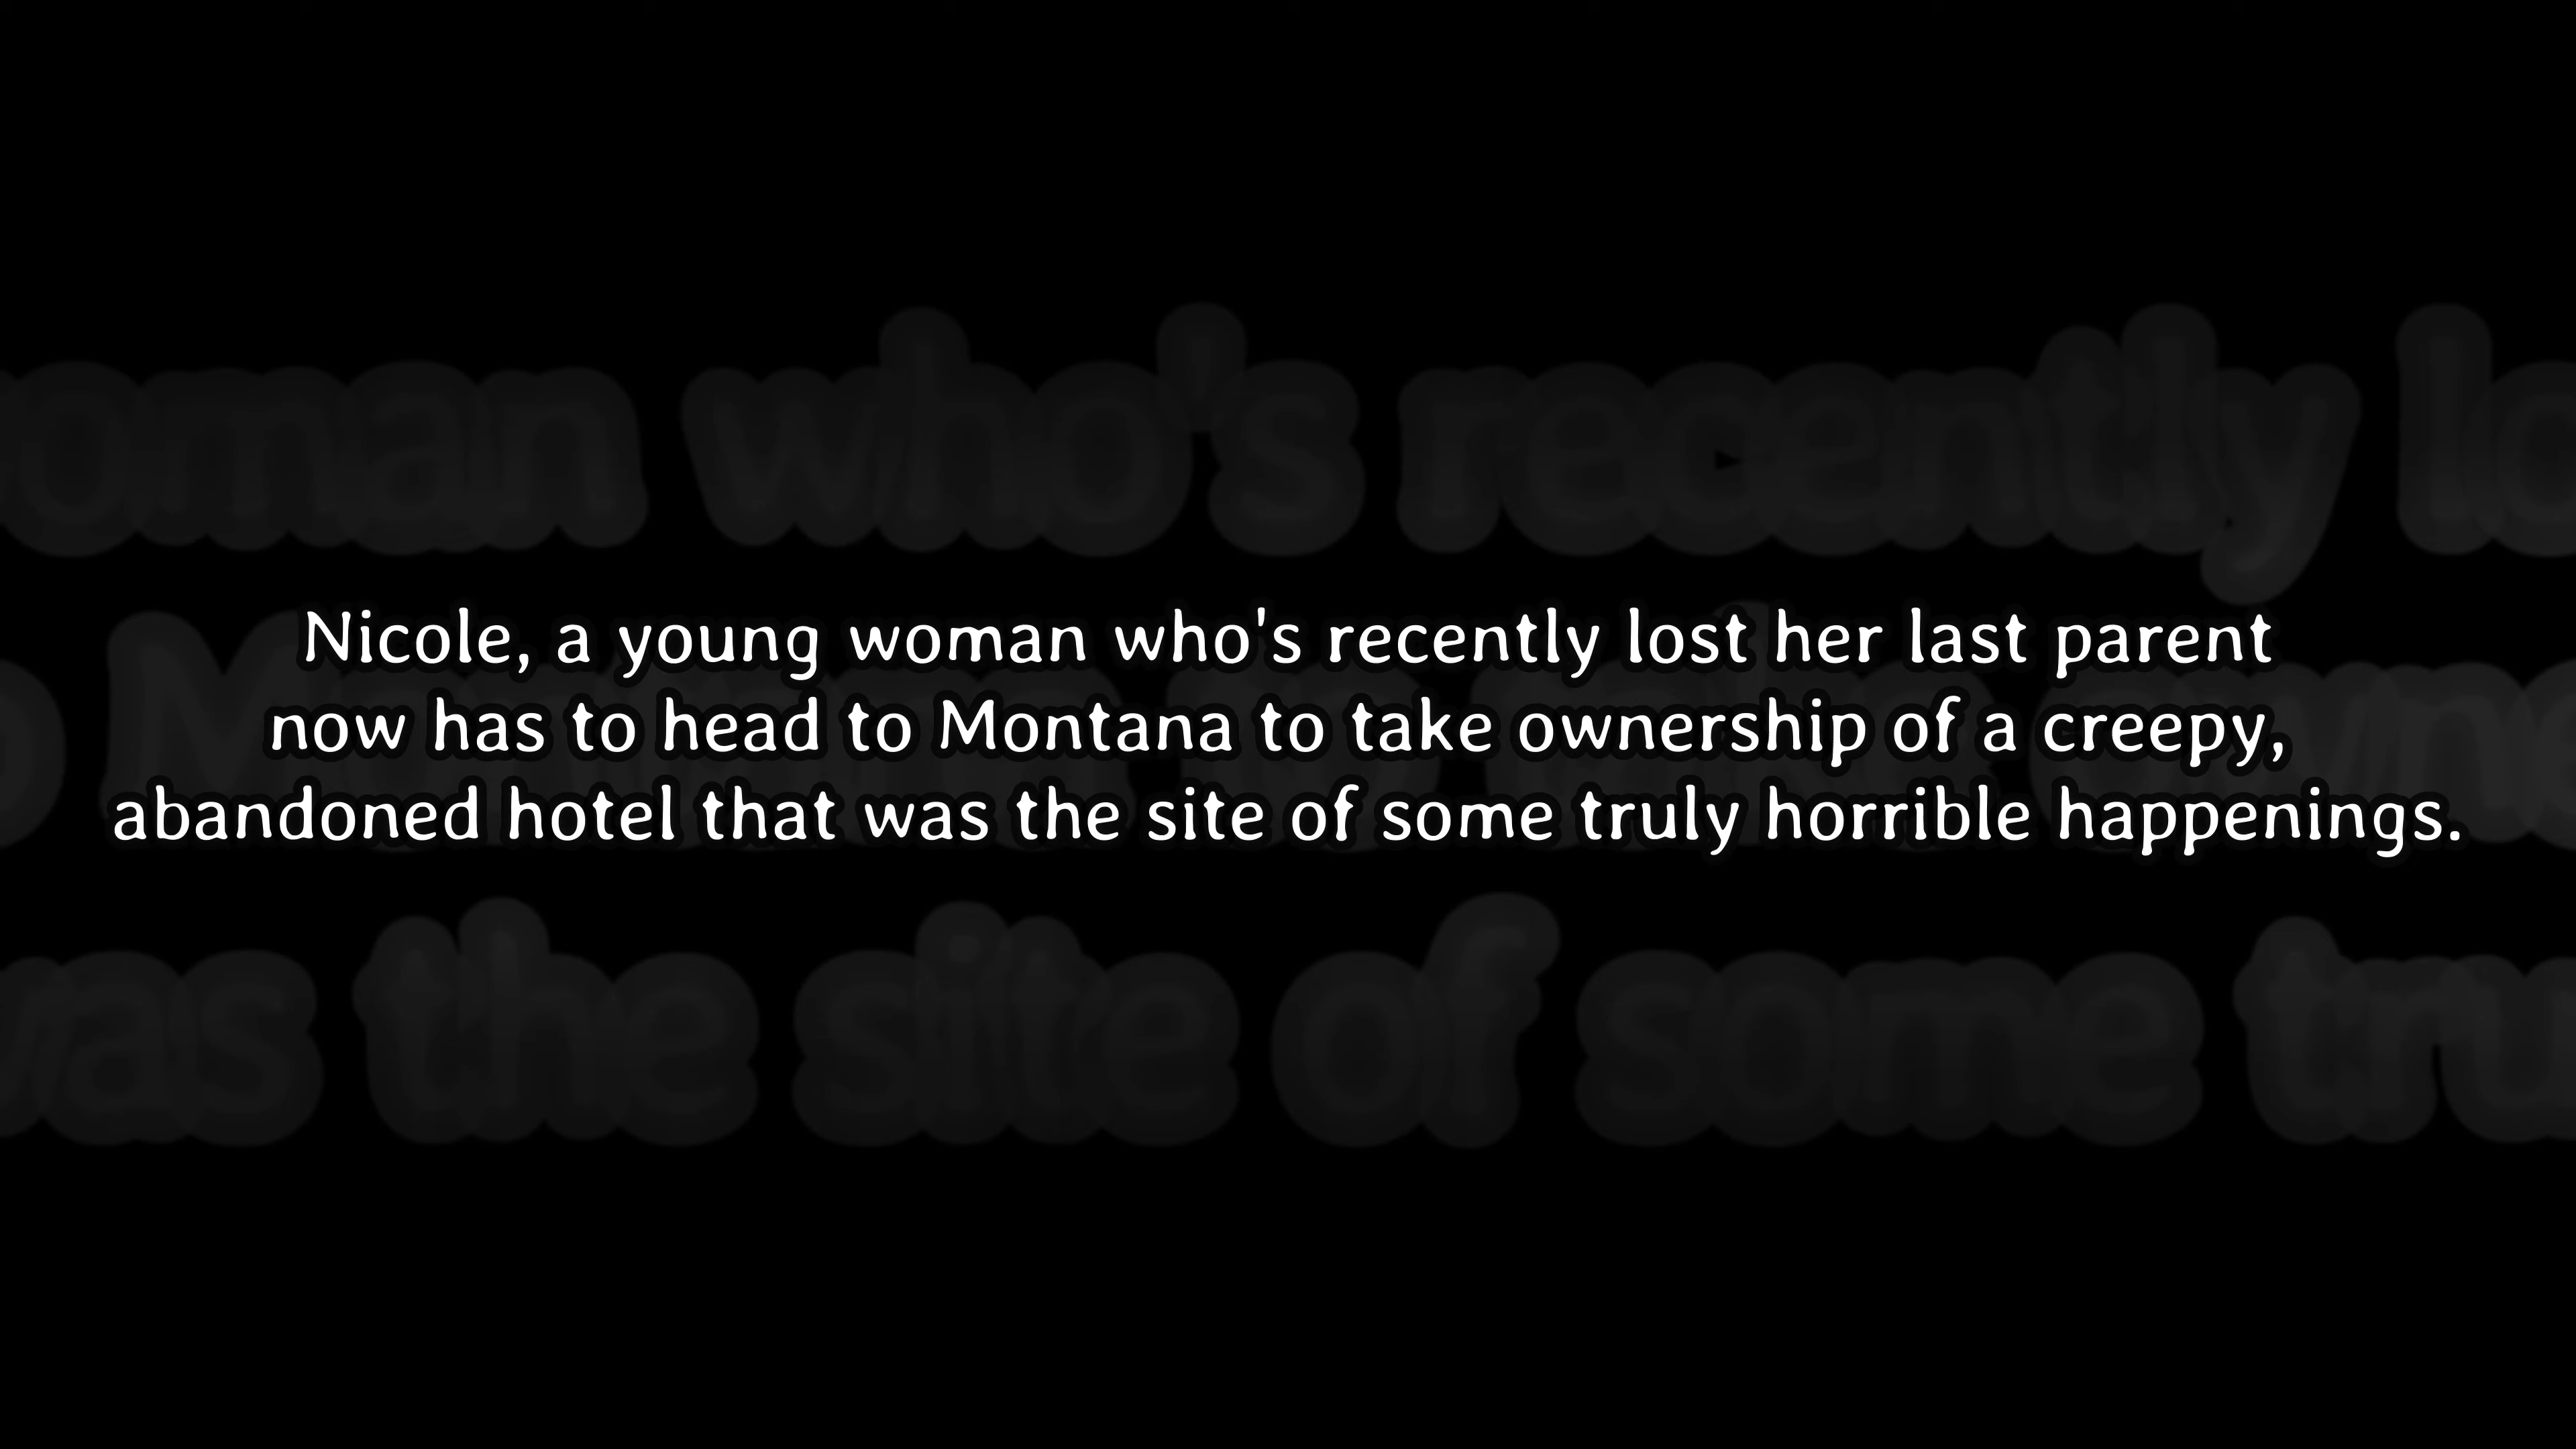 Nicole, a young woman who's recently lost her last parent
now has to head to Montana to take ownership of a creepy,
abandoned hotel that was the site of some truly horrible happenings.